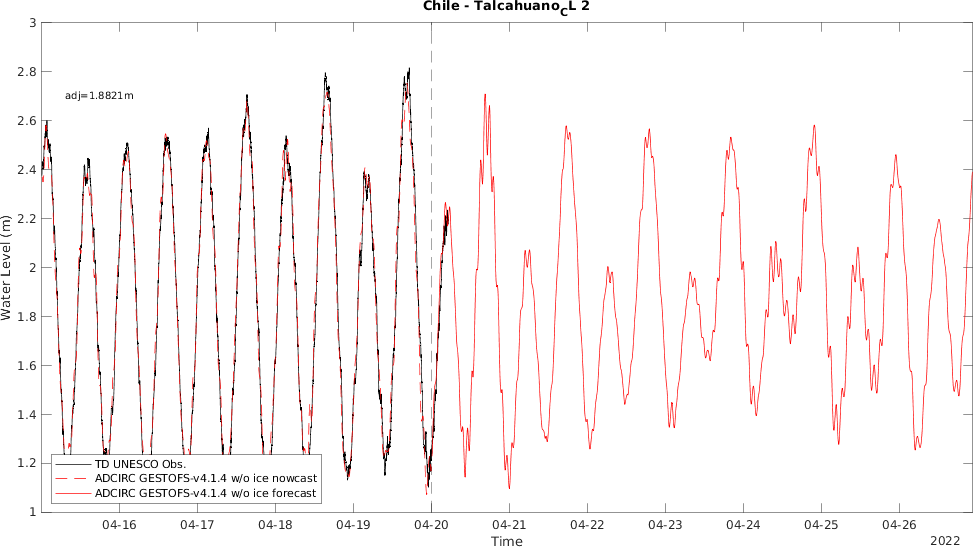 Chile - Talcahuano_CL 2
3
2.8
2.6
2.4
2.2
2
1.8
1.6
1.4
1.2
1
Water Level (m)
adj=1.8821m
TD UNESCO Obs.
ADCIRC GESTOFS-v4.1.4 w/o ice nowcast
ADCIRC GESTOFS-v4.1.4 w/o ice forecast
04-16 04-17 04-18 04-19 04-20 04-21 04-22 04-23 04-24 04-25 04-26
Time
2022